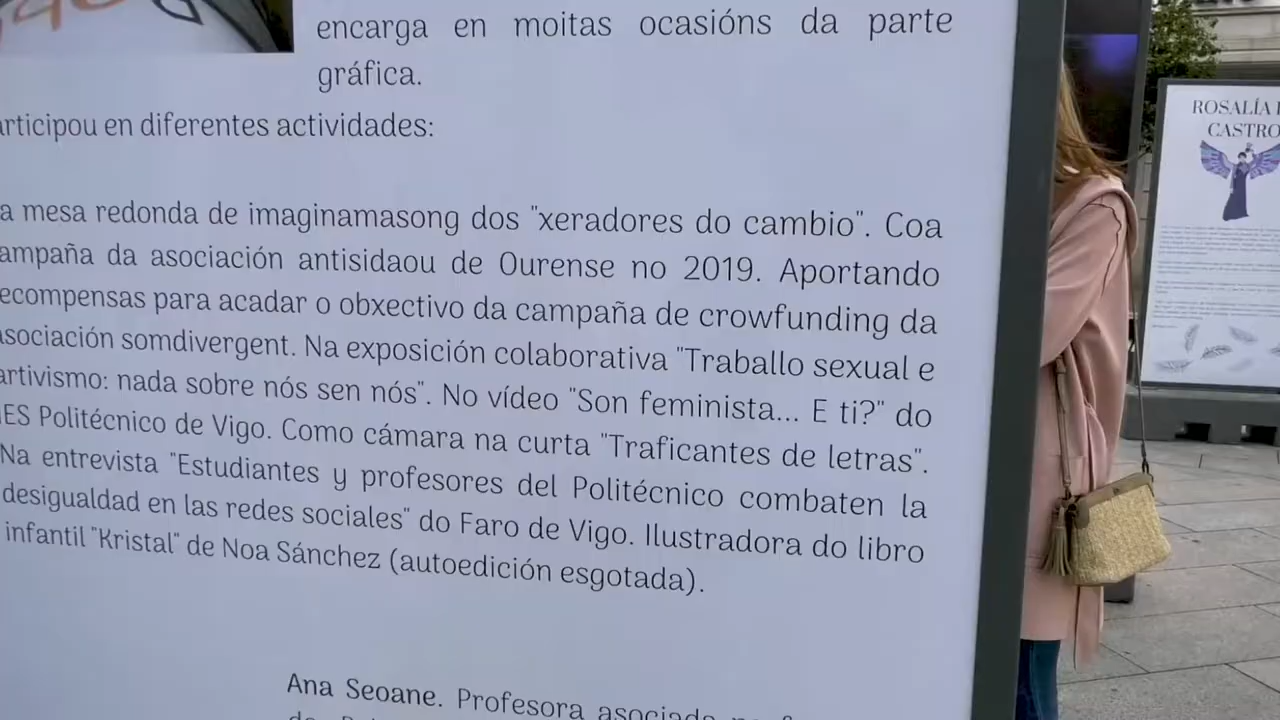 encarga en moitas ocasións da parte
gráfica.
articipou en diferentes actividades:
a mesa redonda de imaginamasong dos "xeradores do cambio". Coa
ampaña da asociación antisidaou de Ourense no 2019. Aportando
ecompensas para acadar o obxectivo da campaña de crowfunding da
asociación somdivergent. Na exposición colaborativa "Traballo sexual e
artivismo: nada sobre nós sen nós". No vídeo "Son feminista... E ti?" do
IES Politécnico de Vigo. Como cámara na curta "Traficantes de letras".
Na entrevista "Estudiantes y profesores del Politécnico combaten la
desigualdad en las redes sociales" do Faro de Vigo. Ilustradora do libro
infantil "Kristal" de Noa Sánchez (autoedición esgotada).
Ana Seoane. Profesora asociada
ROSALÍA
CASTRO